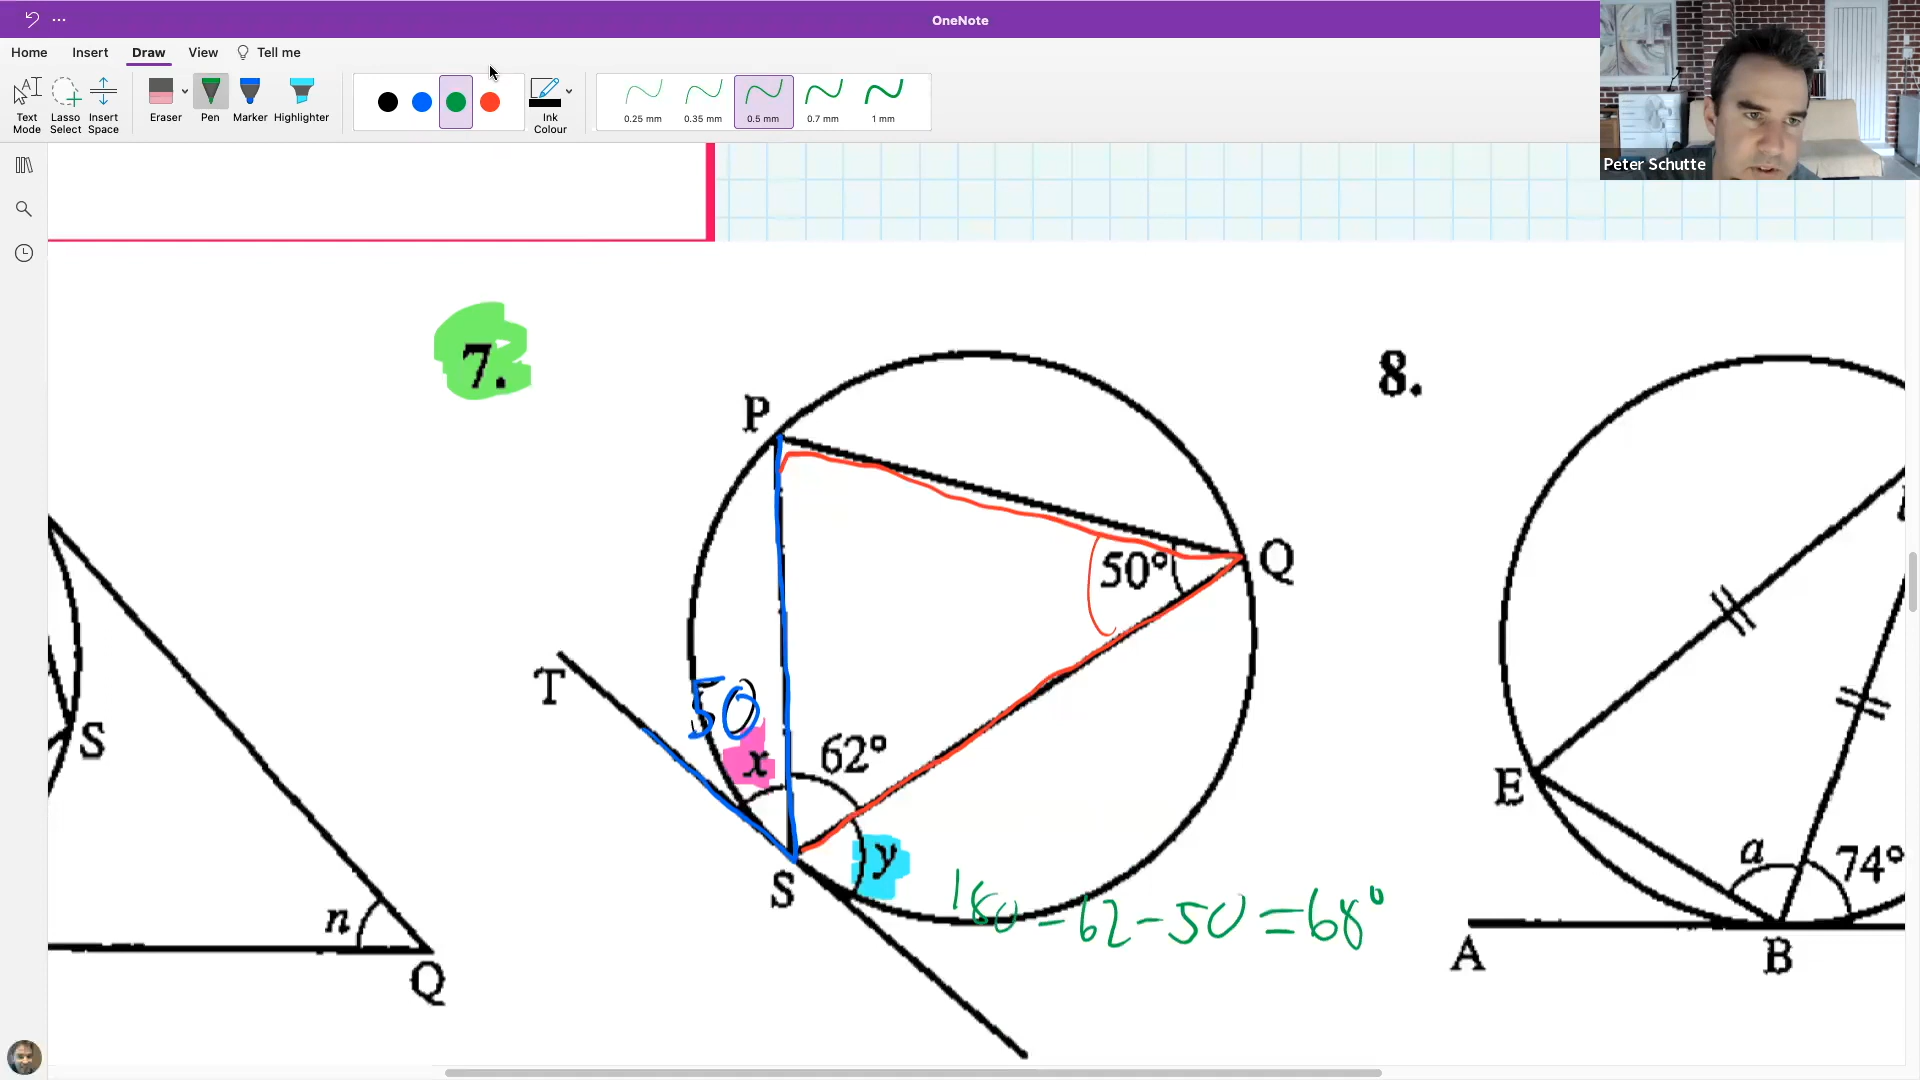 OneNote
Home Insert Draw View Tell me
Text Mode
Lasso Select
Insert Space
Eraser
Pen
Marker
Highlighter
Ink Colour
0.25 mm
0.35 mm
0.5 mm
0.7 mm
1 mm
Peter Schutte
7.
8.
P
Q
50°
T
50
x
62°
y
S
180 - 62 - 50 = 68°
S
n
Q
E
a
74°
A
B